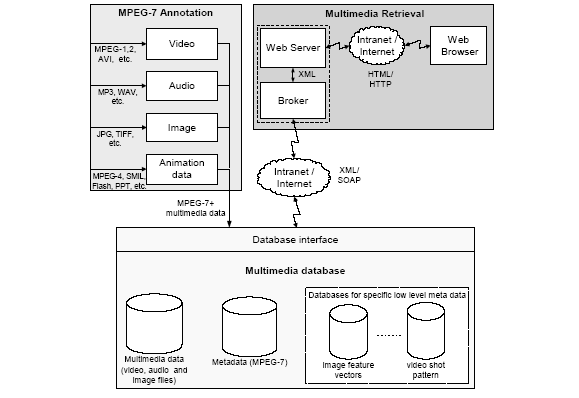 MPEG-7 Annotation
Video
MPEG-1,2,
AVI, etc.
Audio
MP3, WAV,
etc.
Image
JPG, TIFF,
etc.
Animation
data
MPEG-4, SMIL,
Flash, PPT, etc.
MPEG-7+
multimedia data
Multimedia Retrieval
Web Server
Intranet /
Internet
Web
Browser
XML
HTML/
HTTP
Broker
Intranet /
Internet
XML/
SOAP
Database interface
Multimedia database
Multimedia data
(video, audio and
image files)
Metadata (MPEG-7)
Databases for specific low level meta data
image feature
vectors
........
video shot
pattern